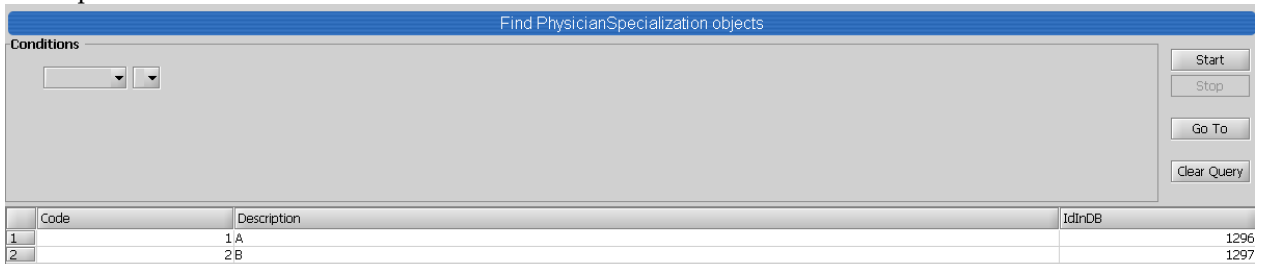 Find PhysicianSpecialization objects
Conditions
Start
Stop
Go To
Clear Query
Code Description IdInDB
1 1 A 1296
2 2 B 1297